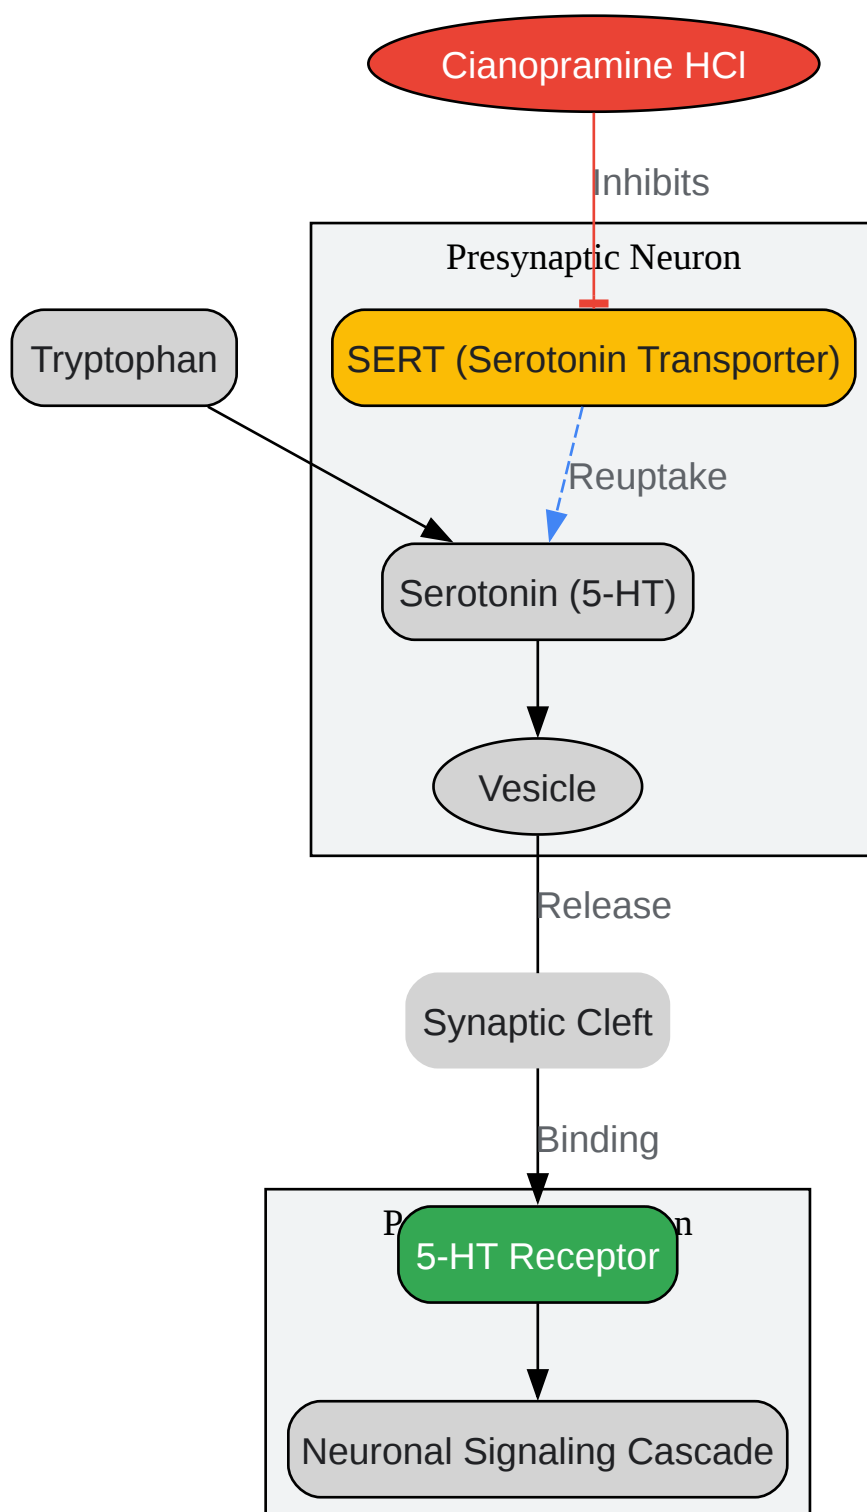 Cianopramine HCl
Inhibits
Presynaptic Neuron
Tryptophan
SERT (Serotonin Transporter)
Reuptake
Serotonin (5-HT)
Vesicle
Release
Synaptic Cleft
Binding
5-HT Receptor
Neuronal Signaling Cascade